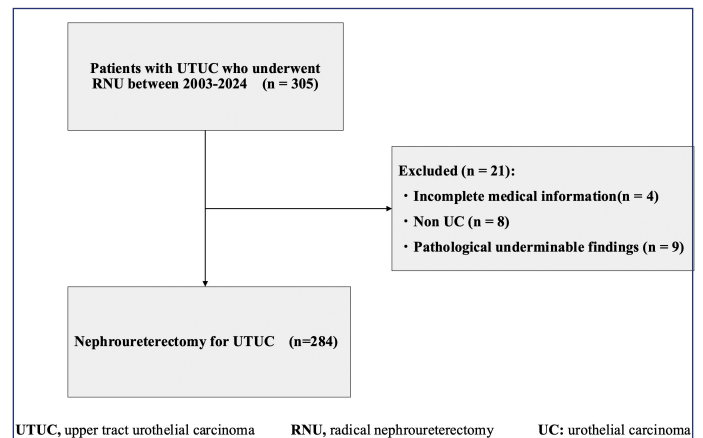 Patients with UTUC who underwent
RNU between 2003-2024 (n = 305)
Excluded (n = 21):
・Incomplete medical information(n = 4)
・Non UC (n = 8)
・Pathological underminable findings (n = 9)
Nephroureterectomy for UTUC (n=284)
UTUC, upper tract urothelial carcinoma RNU, radical nephroureterectomy UC: urothelial carcinoma